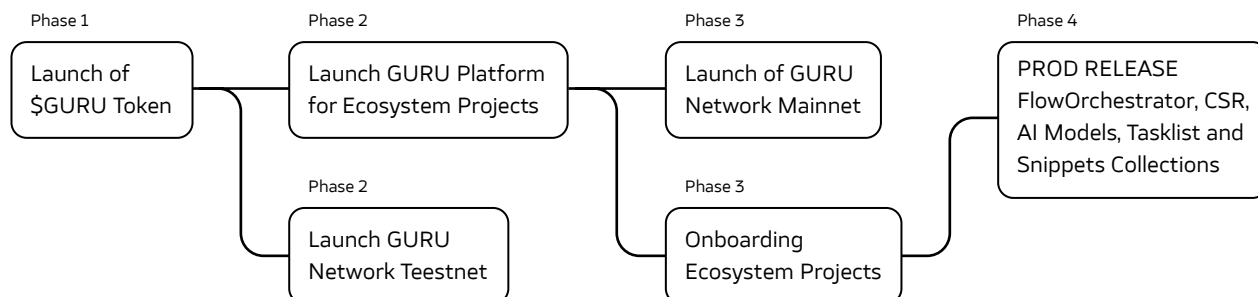 Phase 1
Launch of
$GURU Token
Phase 2
Launch GURU Platform
for Ecosystem Projects
Phase 2
Launch GURU
Network Teestnet
Phase 3
Launch of GURU
Network Mainnet
Phase 3
Onboarding
Ecosystem Projects
Phase 4
PROD RELEASE
FlowOrchestrator, CSR,
AI Models, Tasklist and
Snippets Collections